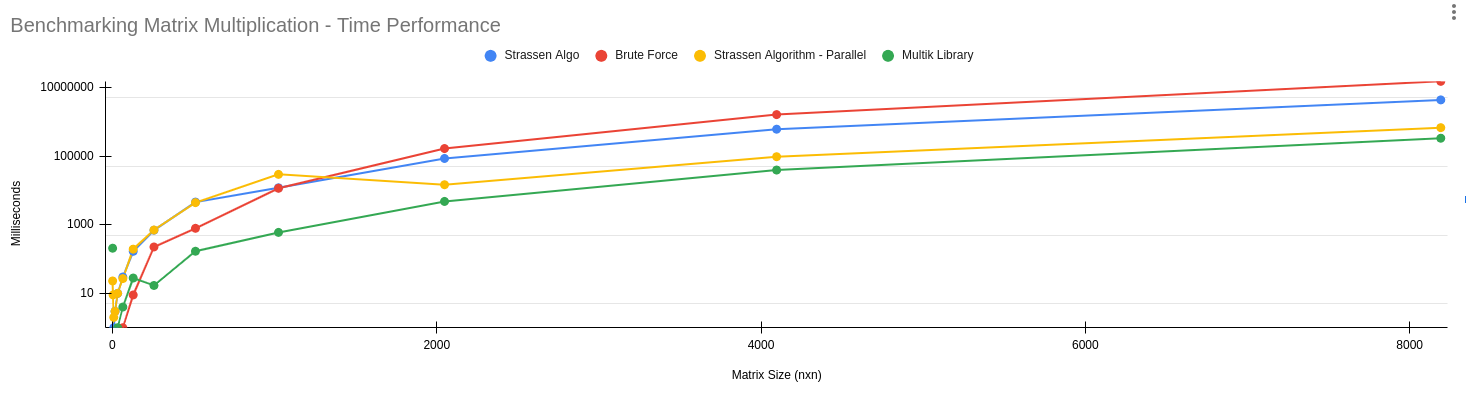 Benchmarking Matrix Multiplication - Time Performance
Strassen Algo Brute Force Strassen Algorithm - Parallel Multik Library
10000000
100000
1000
10
Milliseconds
0 2000 4000 6000 8000
Matrix Size (nxn)